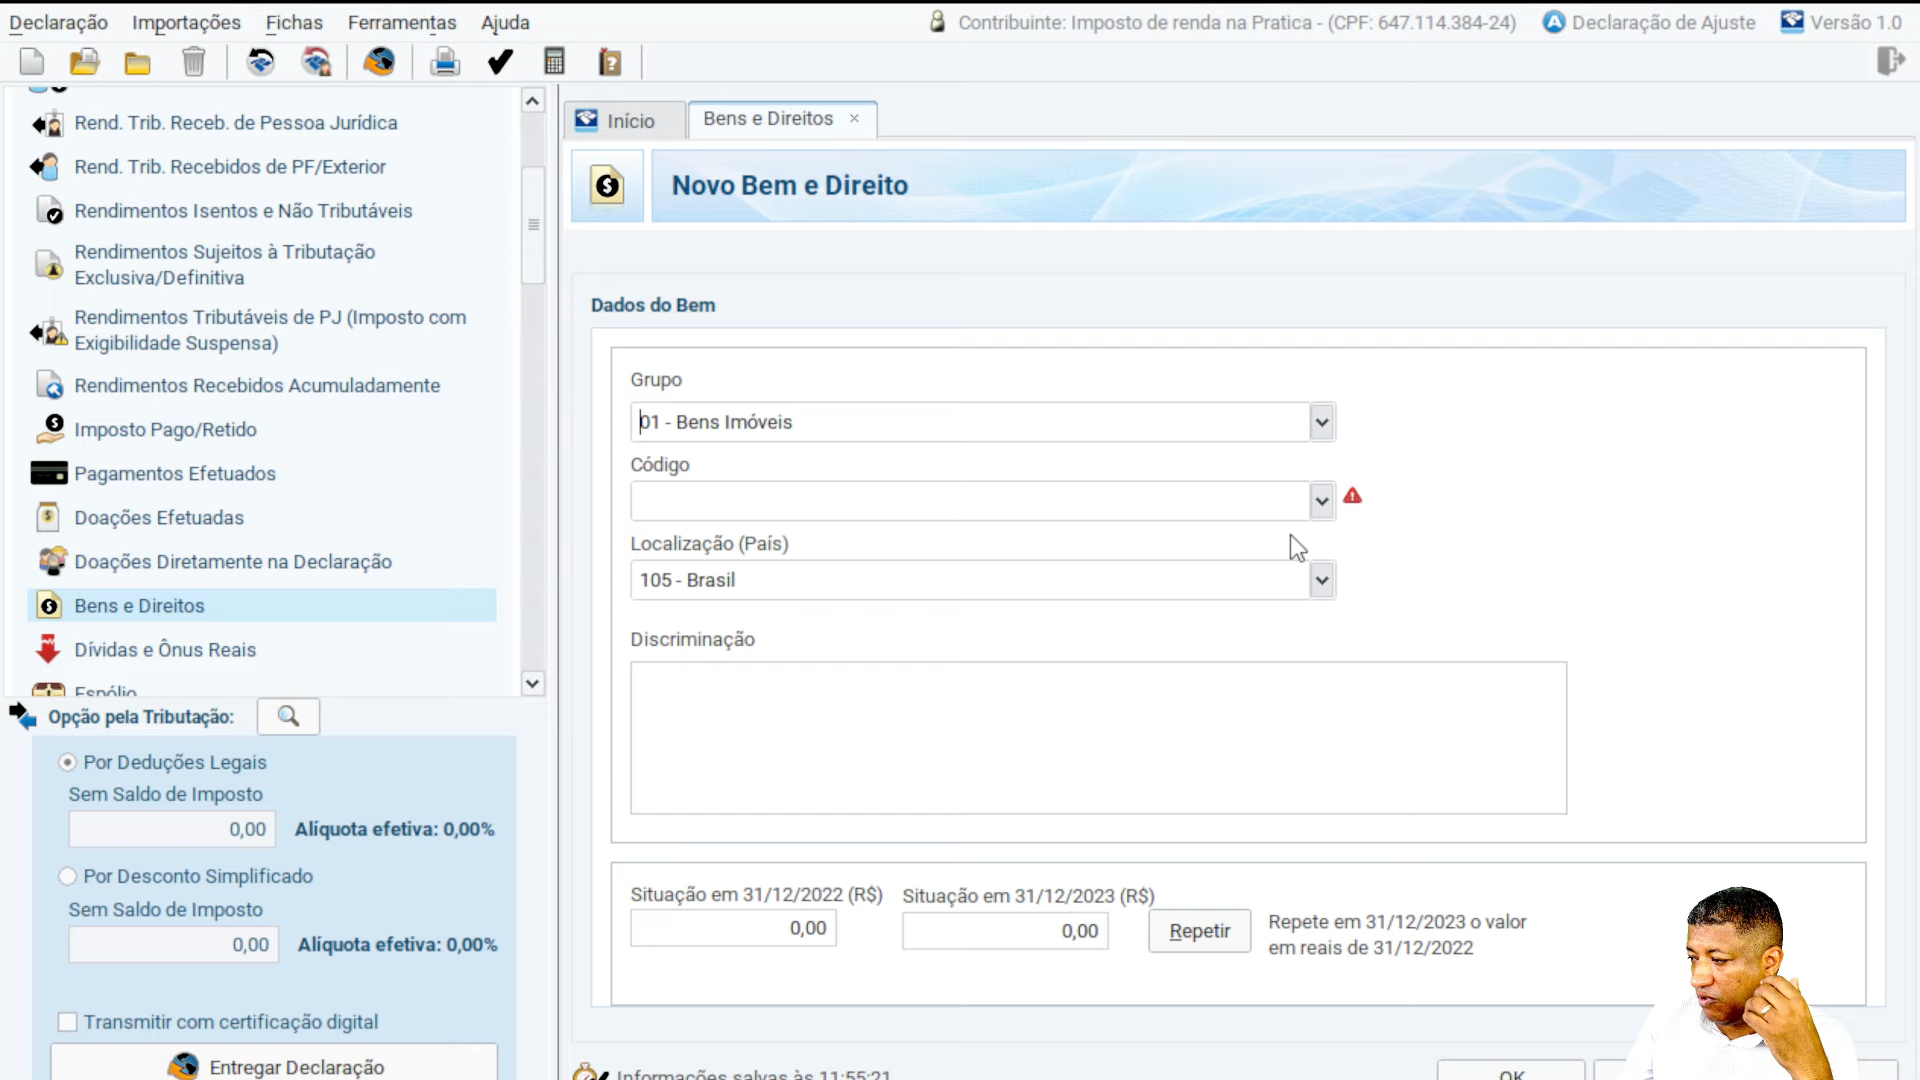 Declaração Importações Fichas Ferramentas Ajuda
Contribuinte: Imposto de renda na Pratica - (CPF: 647.114.384-24) Declaração de Ajuste Versão 1.0
Rend. Trib. Receb. de Pessoa Jurídica
Rend. Trib. Recebidos de PF/Exterior
Rendimentos Isentos e Não Tributáveis
Rendimentos Sujeitos à Tributação
Exclusiva/Definitiva
Rendimentos Tributáveis de PJ (Imposto com
Exigibilidade Suspensa)
Rendimentos Recebidos Acumuladamente
Imposto Pago/Retido
Pagamentos Efetuados
Doações Efetuadas
Doações Diretamente na Declaração
Bens e Direitos
Dívidas e Ônus Reais
Espólio
Opção pela Tributação:
Por Deduções Legais
Sem Saldo de Imposto
0,00 Alíquota efetiva: 0,00%
Por Desconto Simplificado
Sem Saldo de Imposto
0,00 Alíquota efetiva: 0,00%
Transmitir com certificação digital
Entregar Declaração
Início Bens e Direitos ×
Novo Bem e Direito
Dados do Bem
Grupo
01 - Bens Imóveis
Código
Localização (País)
105 - Brasil
Discriminação
Situação em 31/12/2022 (R$) Situação em 31/12/2023 (R$)
0,00 0,00 Repetir
Repete em 31/12/2023 o valor
em reais de 31/12/2022
Informações salvas às 11:55:21
OK